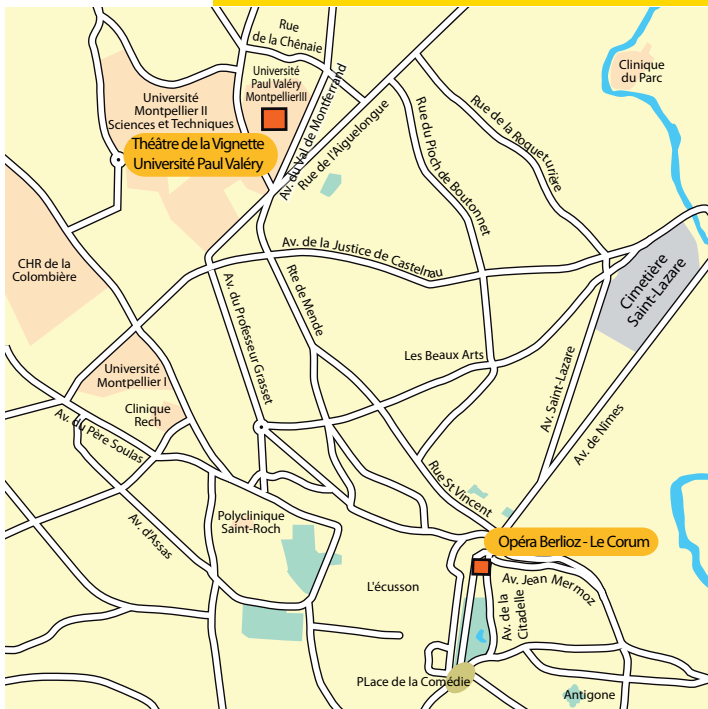 Rue
de la Chênaie
Clinique
du Parc
Université
Paul Valéry
MontpellierIII
Université
Montpellier II
Sciences et Techniques
Théâtre de la Vignette
Université Paul Valéry
Av. du Val de Montferrand
Rue de l'Aiguelongue
Rue du Pioch de Boutonnet
Rue de la Roqueturière
CHR de la
Colombière
Av. de la Justice de Castelnau
Cimetière
Saint-Lazare
Av. du Professeur Grasset
Rte de Mende
Les Beaux Arts
Université
Montpellier I
Clinique
Rech
Av. du Père Soulas
Av. Saint-Lazare
Av. de Nîmes
Rue St Vincent
Av. d'Assas
Polyclinique
Saint-Roch
Opéra Berlioz - Le Corum
L'écusson
Av. Jean Mermoz
Av. de la
Citadelle
PLace de la Comédie
Antigone